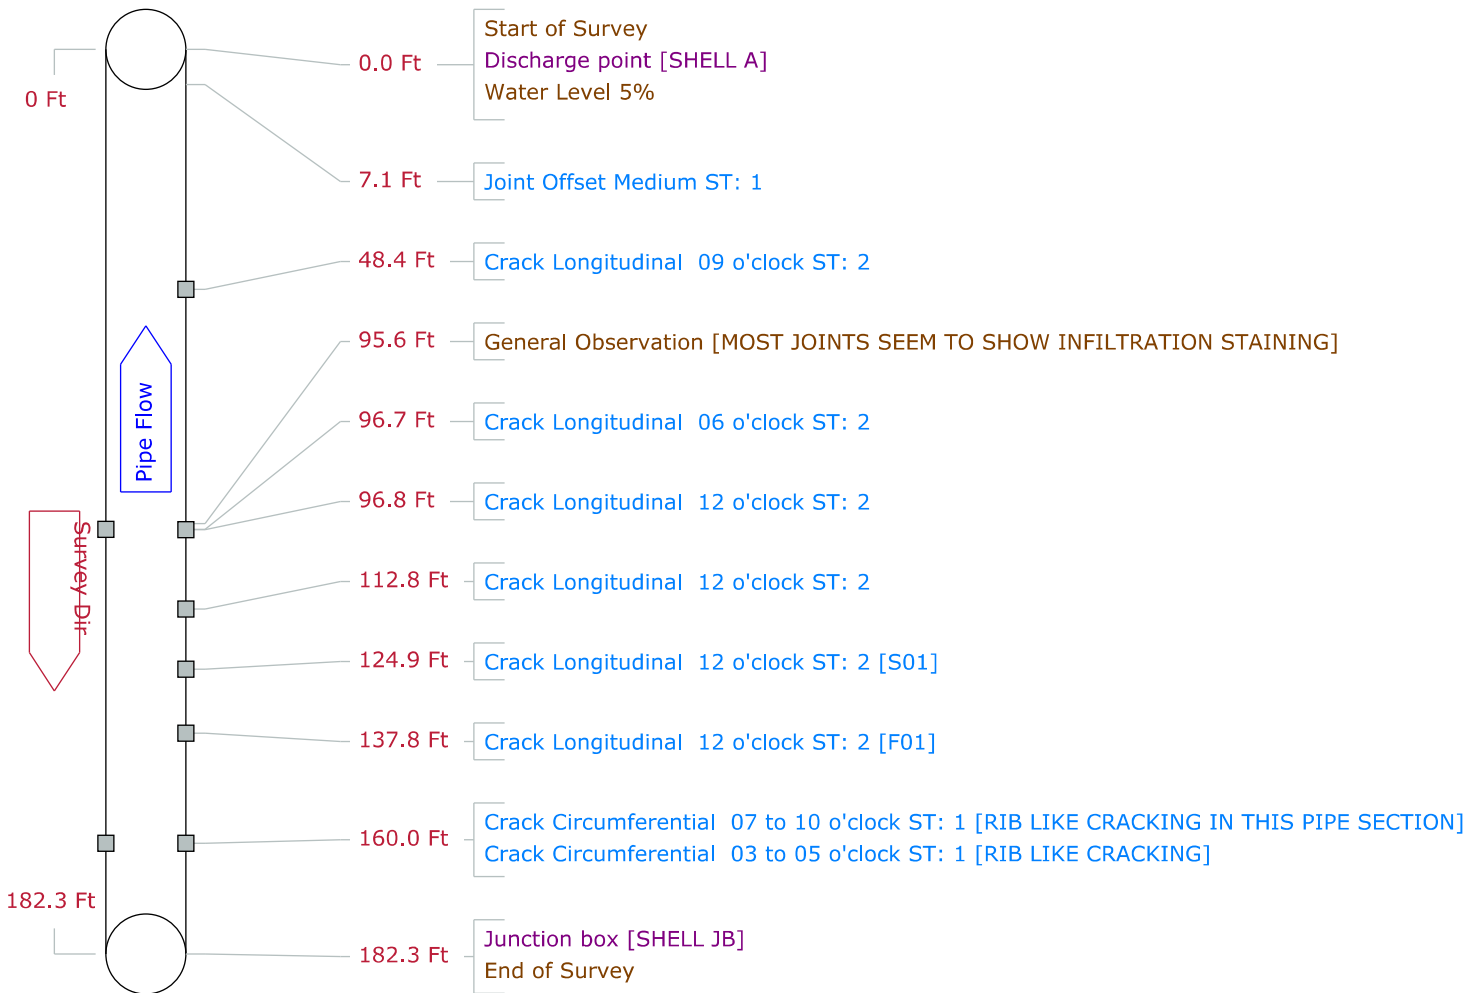 0 Ft
0.0 Ft
Start of Survey
Discharge point [SHELL A]
Water Level 5%
7.1 Ft
Joint Offset Medium ST: 1
48.4 Ft
Crack Longitudinal  09 o'clock ST: 2
95.6 Ft
General Observation [MOST JOINTS SEEM TO SHOW INFILTRATION STAINING]
Pipe Flow
96.7 Ft
Crack Longitudinal  06 o'clock ST: 2
96.8 Ft
Crack Longitudinal  12 o'clock ST: 2
Survey Dir
112.8 Ft
Crack Longitudinal  12 o'clock ST: 2
124.9 Ft
Crack Longitudinal  12 o'clock ST: 2 [S01]
137.8 Ft
Crack Longitudinal  12 o'clock ST: 2 [F01]
160.0 Ft
Crack Circumferential  07 to 10 o'clock ST: 1 [RIB LIKE CRACKING IN THIS PIPE SECTION]
Crack Circumferential  03 to 05 o'clock ST: 1 [RIB LIKE CRACKING]
182.3 Ft
182.3 Ft
Junction box [SHELL JB]
End of Survey